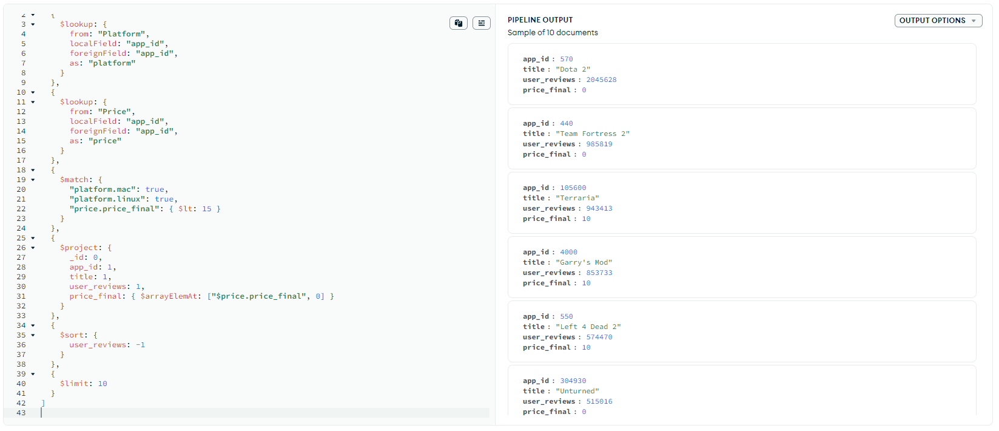 2 {
3 $lookup: {
4 from: "Platform",
5 localField: "app_id",
6 foreignField: "app_id",
7 as: "platform"
8 }
9 },
10 {
11 $lookup: {
12 from: "Price",
13 localField: "app_id",
14 foreignField: "app_id",
15 as: "price"
16 }
17 },
18 {
19 $match: {
20 "platform.mac": true,
21 "platform.linux": true,
22 "price.price_final": { $lt: 15 }
23 }
24 },
25 {
26 $project: {
27 _id: 0,
28 app_id: 1,
29 title: 1,
30 user_reviews: 1,
31 price_final: { $arrayElemAt: ["$price.price_final", 0] }
32 }
33 },
34 {
35 $sort: {
36 user_reviews: -1
37 }
38 },
39 {
40 $limit: 10
41 }
42 ]
43
PIPELINE OUTPUT
Sample of 10 documents
OUTPUT OPTIONS
app_id : 570
title : "Dota 2"
user_reviews : 2045628
price_final : 0
app_id : 440
title : "Team Fortress 2"
user_reviews : 985819
price_final : 0
app_id : 105600
title : "Terraria"
user_reviews : 943413
price_final : 10
app_id : 4000
title : "Garry's Mod"
user_reviews : 853733
price_final : 10
app_id : 550
title : "Left 4 Dead 2"
user_reviews : 574470
price_final : 10
app_id : 304930
title : "Unturned"
user_reviews : 515016
price_final : 0